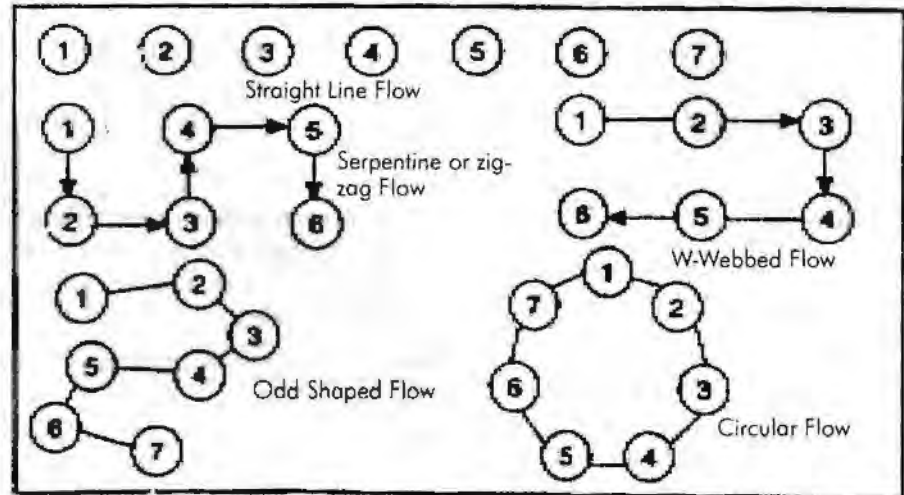 1 2 3 4 5 6 7
Straight Line Flow
1 4 5
Serpentine or zig-
zag Flow
2 3 6
1 2 3
6 5 4
W-Webbed Flow
1 2
3
5 4
6 7
Odd Shaped Flow
1
7 2
6 3
5 4
Circular Flow